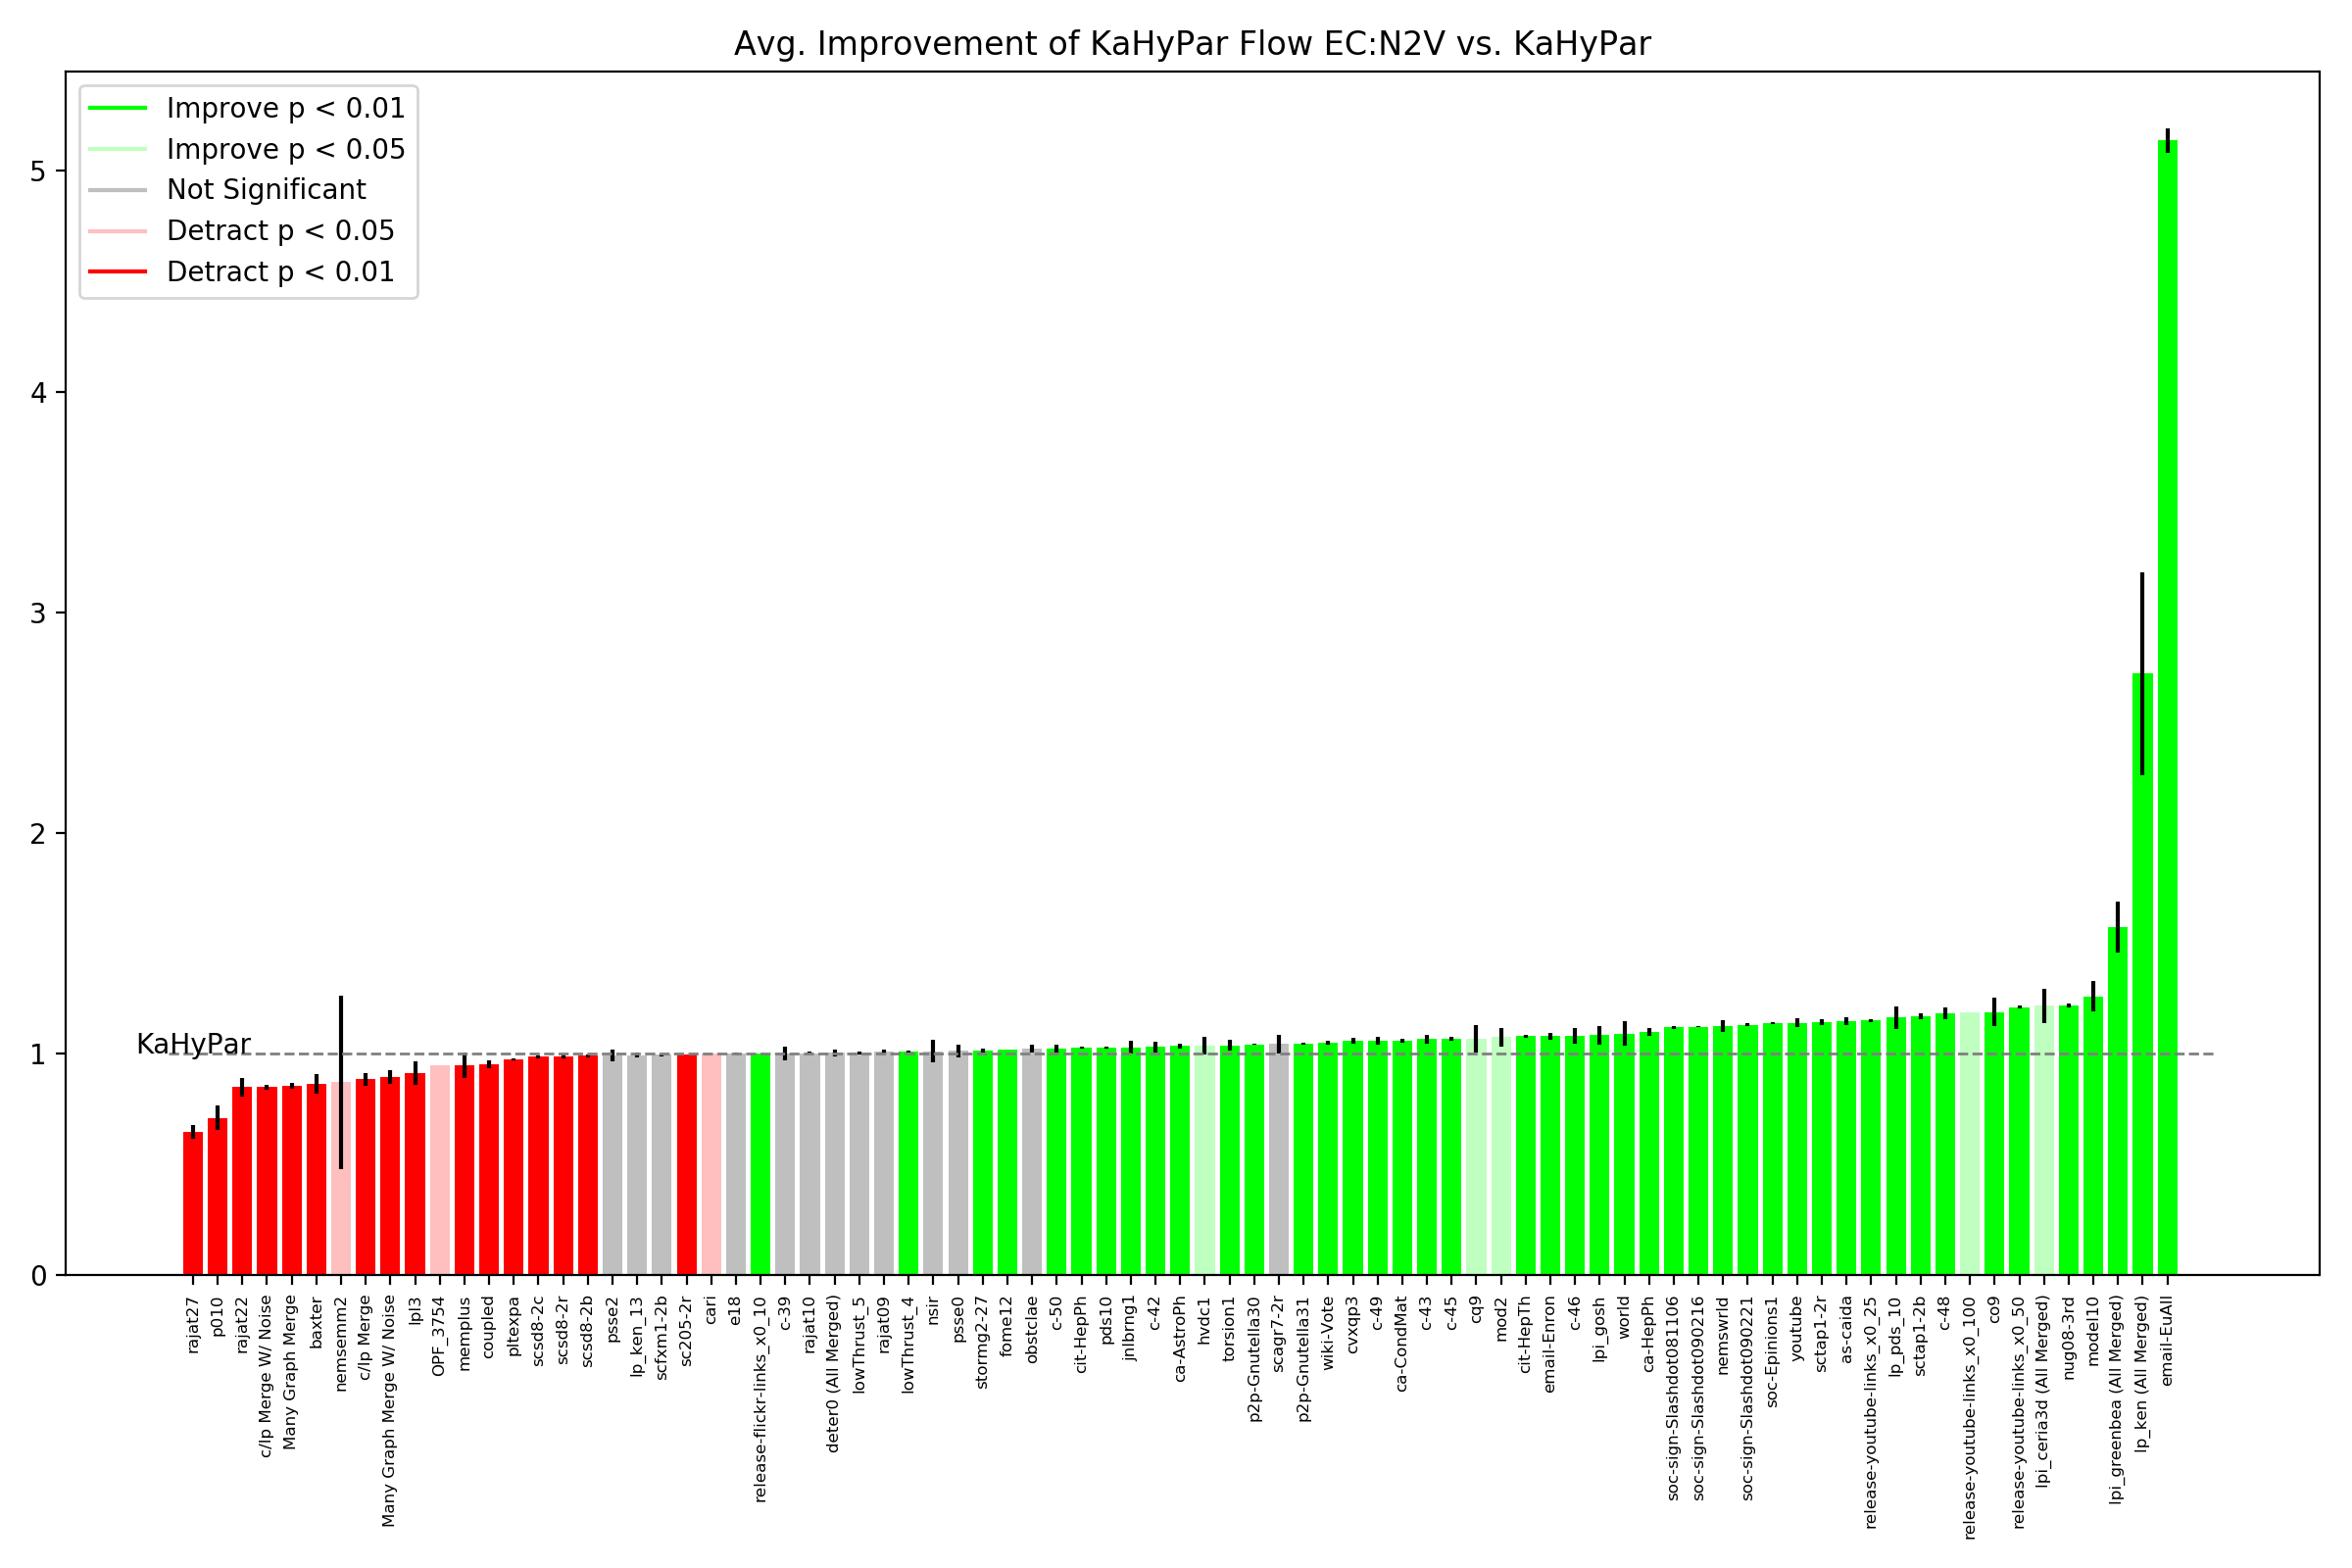 Avg. Improvement of KaHyPar Flow EC:N2V vs. KaHyPar
Improve p < 0.01
Improve p < 0.05
Not Significant
Detract p < 0.05
Detract p < 0.01
5
4
3
2
1
0
KaHyPar
rajat27
p010
rajat22
c/lp Merge W/ Noise
Many Graph Merge
baxter
nemsemm2
c/lp Merge
Many Graph Merge W/ Noise
lpl3
OPF_3754
memplus
coupled
pltexpa
scsd8-2c
scsd8-2r
scsd8-2b
psse2
lp_ken_13
scfxm1-2b
sc205-2r
cari
e18
release-flickr-links_x0_10
c-39
rajat10
deter0 (All Merged)
lowThrust_5
rajat09
lowThrust_4
nsir
psse0
stormg2-27
fome12
obstclae
c-50
cit-HepPh
pds10
jnlbrng1
c-42
ca-AstroPh
hvdc1
torsion1
p2p-Gnutella30
scagr7-2r
p2p-Gnutella31
wiki-Vote
cvxqp3
c-49
ca-CondMat
c-43
c-45
cq9
mod2
cit-HepTh
email-Enron
c-46
lpi_gosh
world
ca-HepPh
soc-sign-Slashdot081106
soc-sign-Slashdot090216
nemswrld
soc-sign-Slashdot090221
soc-Epinions1
youtube
sctap1-2r
as-caida
release-youtube-links_x0_25
lp_pds_10
sctap1-2b
c-48
release-youtube-links_x0_100
co9
release-youtube-links_x0_50
lpi_ceria3d (All Merged)
nug08-3rd
model10
lpi_greenbea (All Merged)
lp_ken (All Merged)
email-EuAll